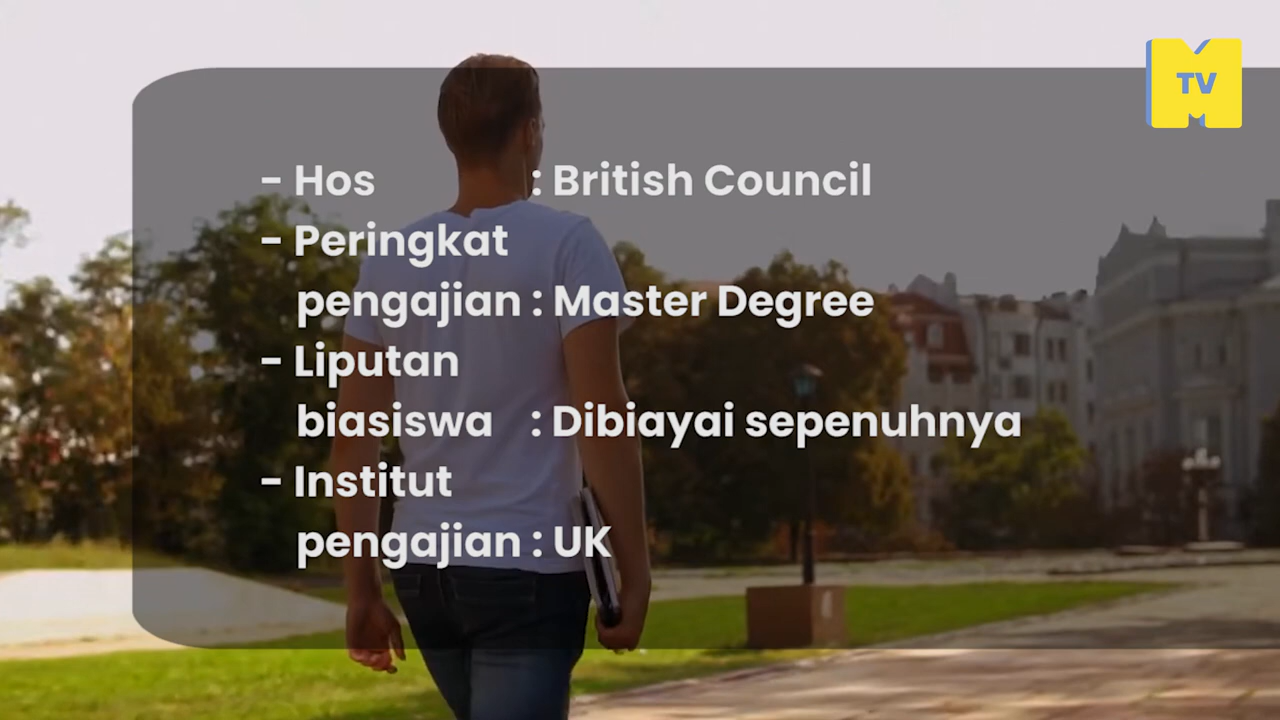 M
TV
- Hos : British Council
- Peringkat
pengajian : Master Degree
- Liputan
biasiswa : Dibiayai sepenuhnya
- Institut
pengajian : UK